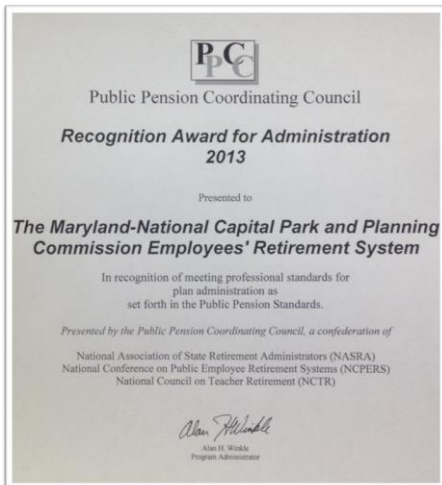 PPCC
Public Pension Coordinating Council
Recognition Award for Administration
2013
Presented to
The Maryland-National Capital Park and Planning
Commission Employees' Retirement System
In recognition of meeting professional standards for
plan administration as
set forth in the Public Pension Standards.
Presented by the Public Pension Coordinating Council, a confederation of
National Association of State Retirement Administrators (NASRA)
National Conference on Public Employee Retirement Systems (NCPERS)
National Council on Teacher Retirement (NCTR)
Alan H. Winkle
Alan H. Winkle
Program Administrator